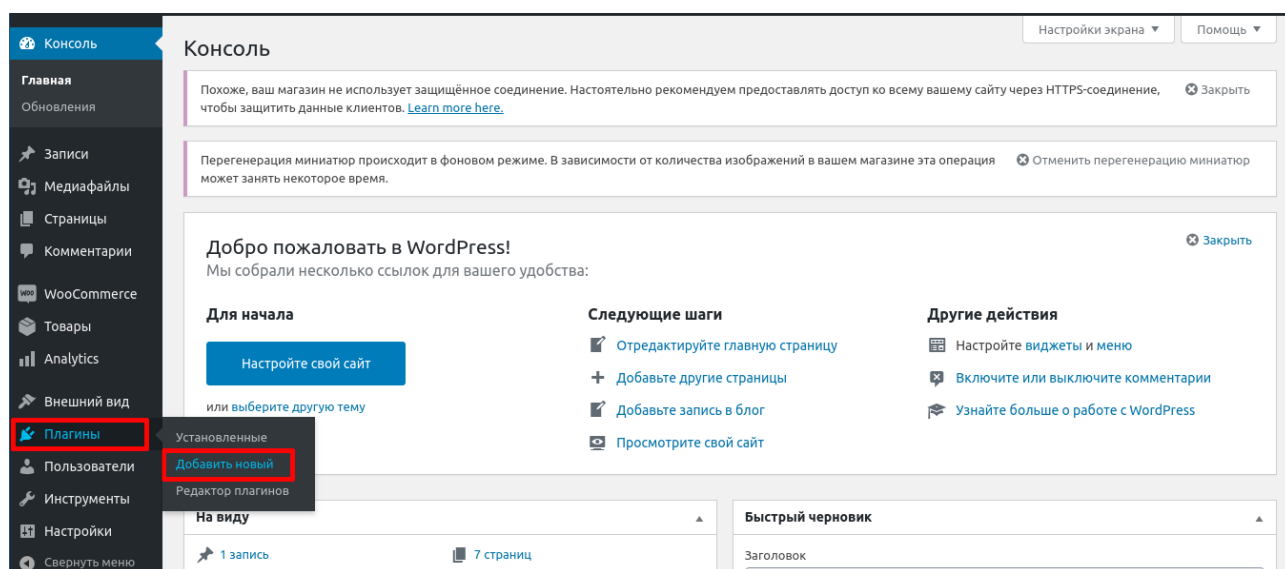 Настройки экрана ▼
Помощь ▼
Консоль
Главная
Обновления
Записи
Медиафайлы
Страницы
Комментарии
WooCommerce
Товары
Analytics
Внешний вид
Плагины
Пользователи
Инструменты
Настройки
Свернуть меню
Установленные
Добавить новый
Редактор плагинов
Консоль
Похоже, ваш магазин не использует защищённое соединение. Настоятельно рекомендуем предоставлять доступ ко всему вашему сайту через HTTPS-соединение,
чтобы защитить данные клиентов. Learn more here.
Закрыть
Перегенерация миниатюр происходит в фоновом режиме. В зависимости от количества изображений в вашем магазине эта операция
может занять некоторое время.
Отменить перегенерацию миниатюр
Добро пожаловать в WordPress!
Закрыть
Мы собрали несколько ссылок для вашего удобства:
Для начала
Настройте свой сайт
или выберите другую тему
Следующие шаги
Отредактируйте главную страницу
Добавьте другие страницы
Добавьте запись в блог
Просмотрите свой сайт
Другие действия
Настройте виджеты и меню
Включите или выключите комментарии
Узнайте больше о работе с WordPress
На виду
1 запись
7 страниц
Быстрый черновик
Заголовок